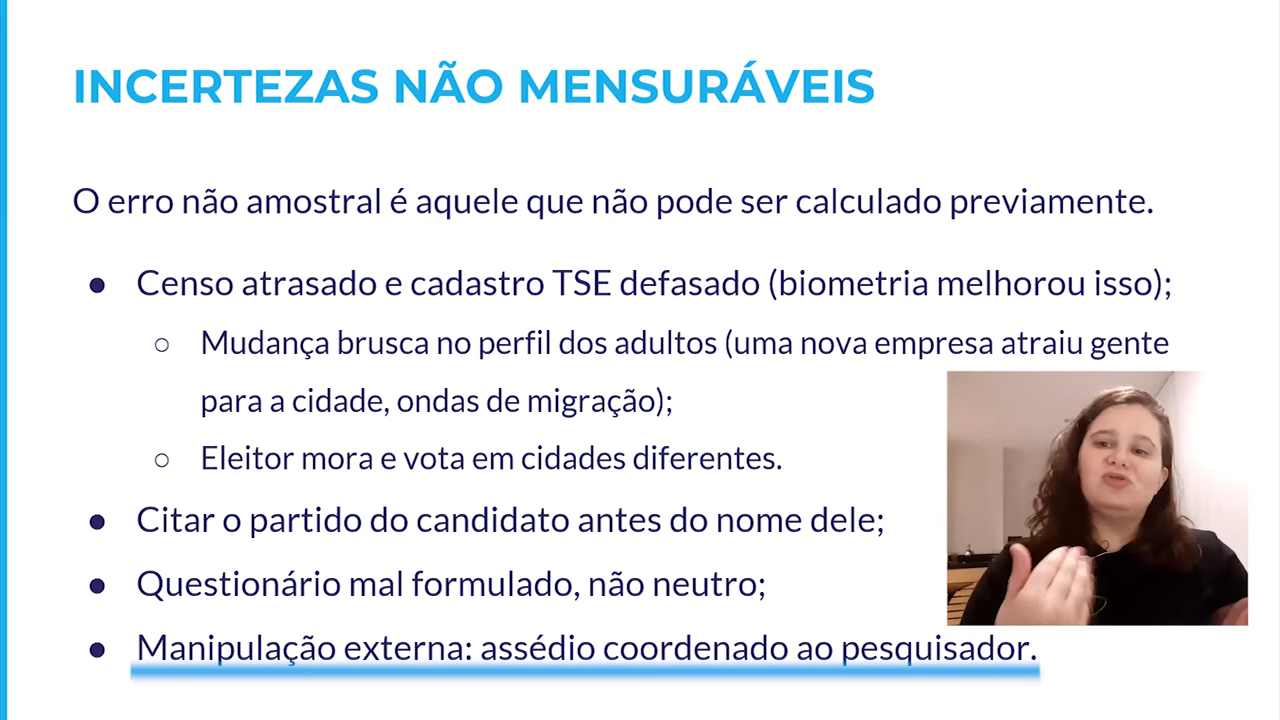 INCERTEZAS NÃO MENSURÁVEIS
O erro não amostral é aquele que não pode ser calculado previamente.
● Censo atrasado e cadastro TSE defasado (biometria melhorou isso);
○ Mudança brusca no perfil dos adultos (uma nova empresa atraiu gente
para a cidade, ondas de migração);
○ Eleitor mora e vota em cidades diferentes.
● Citar o partido do candidato antes do nome dele;
● Questionário mal formulado, não neutro;
● Manipulação externa: assédio coordenado ao pesquisador.